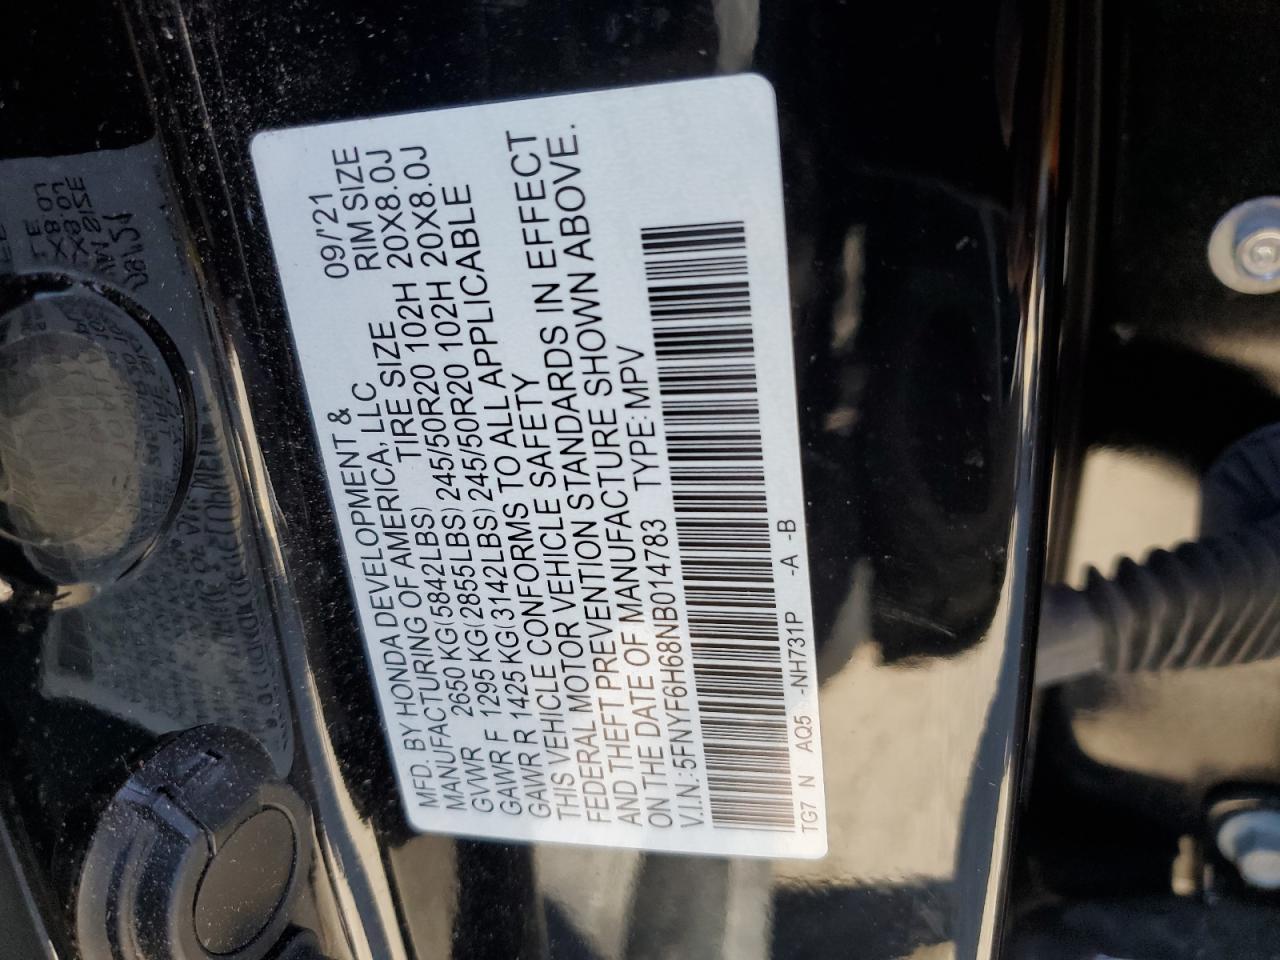 MFD. BY HONDA DEVELOPMENT & 09/'21
MANUFACTURING OF AMERICA, LLC RIM SIZE
GVWR 2650 KG(5842LBS) TIRE SIZE
GAWR F 1295 KG(2855LBS) 245/50R20 102H 20X8.0J
GAWR R 1425 KG(3142LBS) 245/50R20 102H 20X8.0J
THIS VEHICLE CONFORMS TO ALL APPLICABLE
FEDERAL MOTOR VEHICLE SAFETY
AND THEFT PREVENTION STANDARDS IN EFFECT
ON THE DATE OF MANUFACTURE SHOWN ABOVE.
V.I.N.:5FNYF6H68NB014783 TYPE: MPV
TG7 N AQ5 -NH731P -A -B